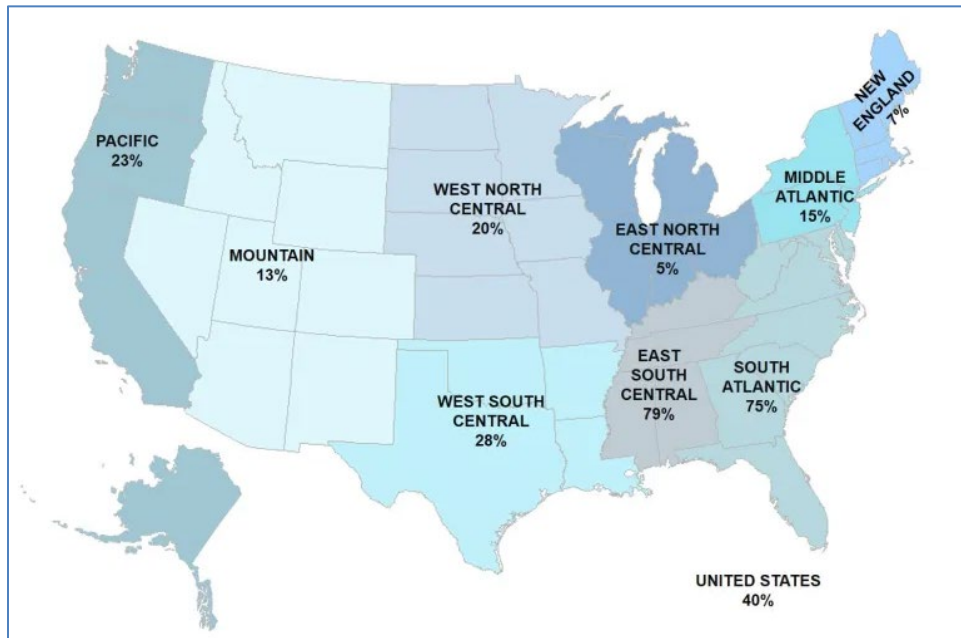 NEW
ENGLAND
7%
PACIFIC
23%
MIDDLE
ATLANTIC
15%
WEST NORTH
CENTRAL
20%
EAST NORTH
CENTRAL
5%
MOUNTAIN
13%
EAST
SOUTH
CENTRAL
79%
SOUTH
ATLANTIC
75%
WEST SOUTH
CENTRAL
28%
UNITED STATES
40%